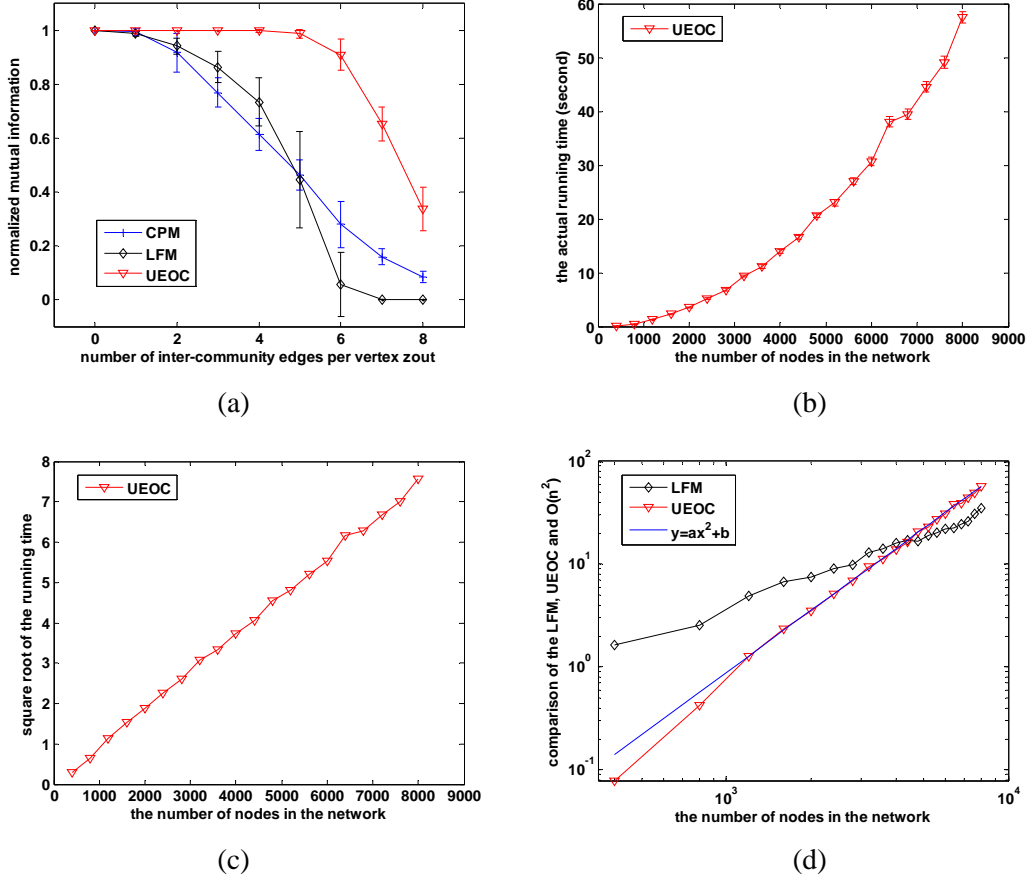 1
0.8
0.6
0.4
0.2
0
normalized mutual information
CPM
LFM
UEOC
0 1 2 3 4 5 6 7 8
number of inter-community edges per vertex zout
(a)
60
50
40
30
20
10
0
the actual running time (second)
UEOC
0 1000 2000 3000 4000 5000 6000 7000 8000 9000
the number of nodes in the network
(b)
8
7
6
5
4
3
2
1
0
square root of the running time
UEOC
0 1000 2000 3000 4000 5000 6000 7000 8000 9000
the number of nodes in the network
(c)
10^2
10^1
10^0
10^-1
comparison of the LFM, UEOC and O(n^2)
LFM
UEOC
y=ax^2+b
10^3 10^4
the number of nodes in the network
(d)